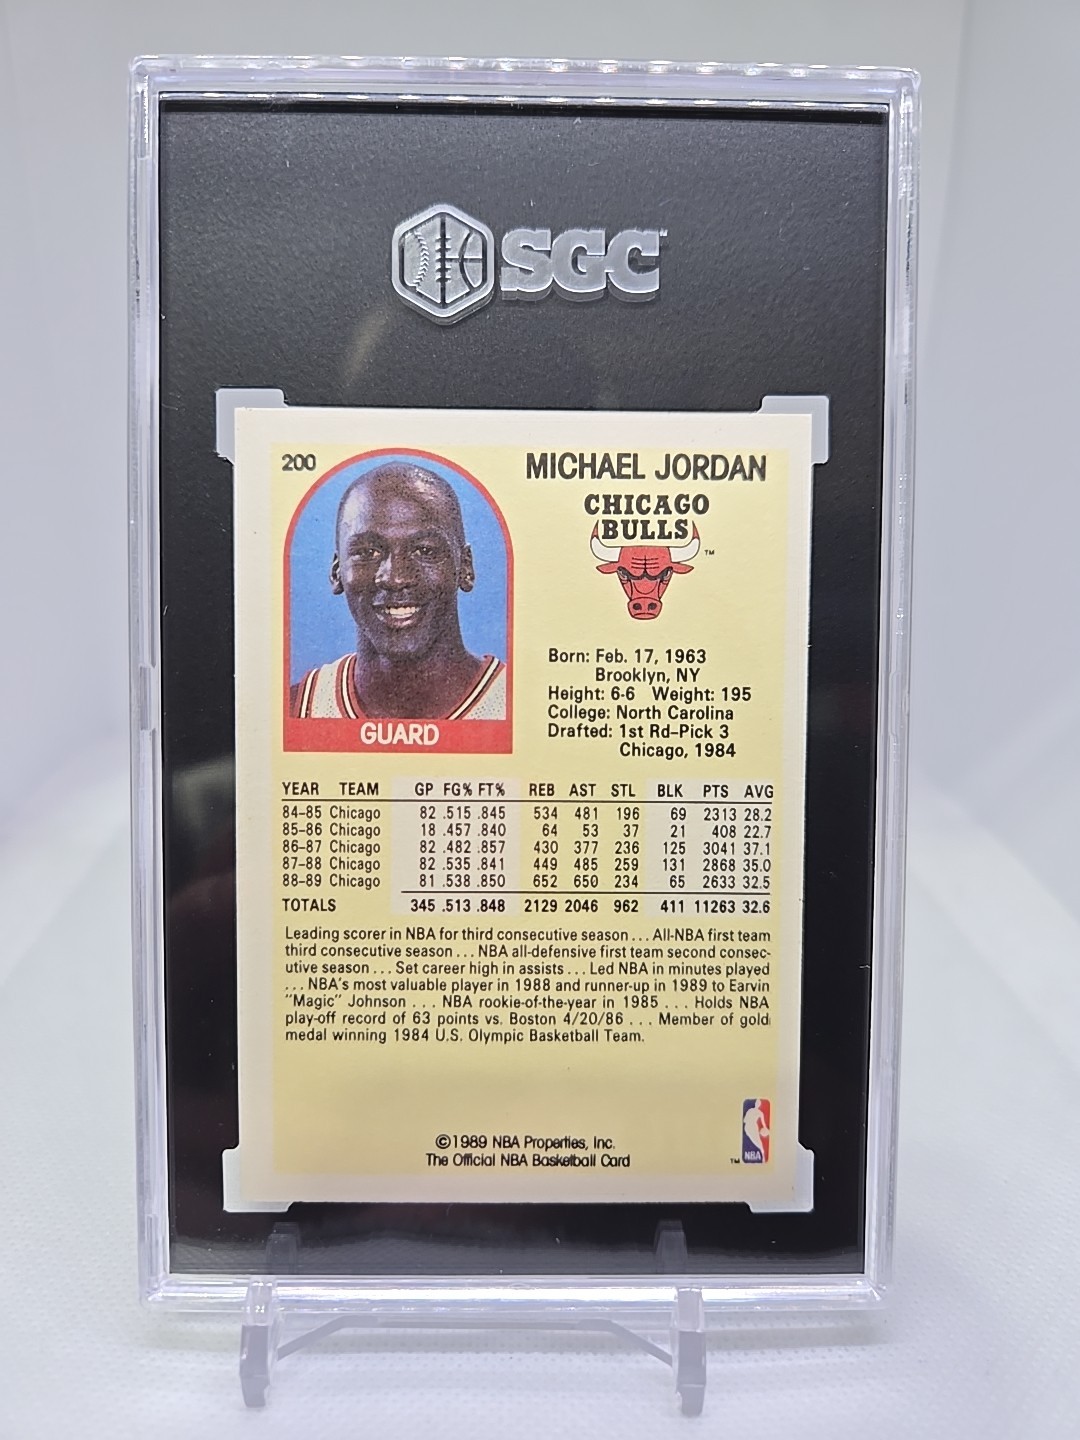 SGC
200
MICHAEL JORDAN
CHICAGO
BULLS
TM
Born: Feb. 17, 1963
Brooklyn, NY
Height: 6-6 Weight: 195
College: North Carolina
Drafted: 1st Rd–Pick 3
Chicago, 1984
GUARD
YEAR TEAM GP FG% FT% REB AST STL BLK PTS AVG
84-85 Chicago 82 .515 .845 534 481 196 69 2313 28.2
85-86 Chicago 18 .457 .840 64 53 37 21 408 22.7
86-87 Chicago 82 .482 .857 430 377 236 125 3041 37.1
87-88 Chicago 82 .535 .841 449 485 259 131 2868 35.0
88-89 Chicago 81 .538 .850 652 650 234 65 2633 32.5
TOTALS 345 .513 .848 2129 2046 962 411 11263 32.6
Leading scorer in NBA for third consecutive season . . . All-NBA first team
third consecutive season . . . NBA all-defensive first team second consec-
utive season . . . Set career high in assists . . . Led NBA in minutes played
. . . NBA's most valuable player in 1988 and runner-up in 1989 to Earvin
"Magic" Johnson . . . NBA rookie-of-the-year in 1985 . . . Holds NBA
play-off record of 63 points vs. Boston 4/20/86 . . . Member of gold
medal winning 1984 U.S. Olympic Basketball Team.
©1989 NBA Properties, Inc.
The Official NBA Basketball Card
TM
NBA